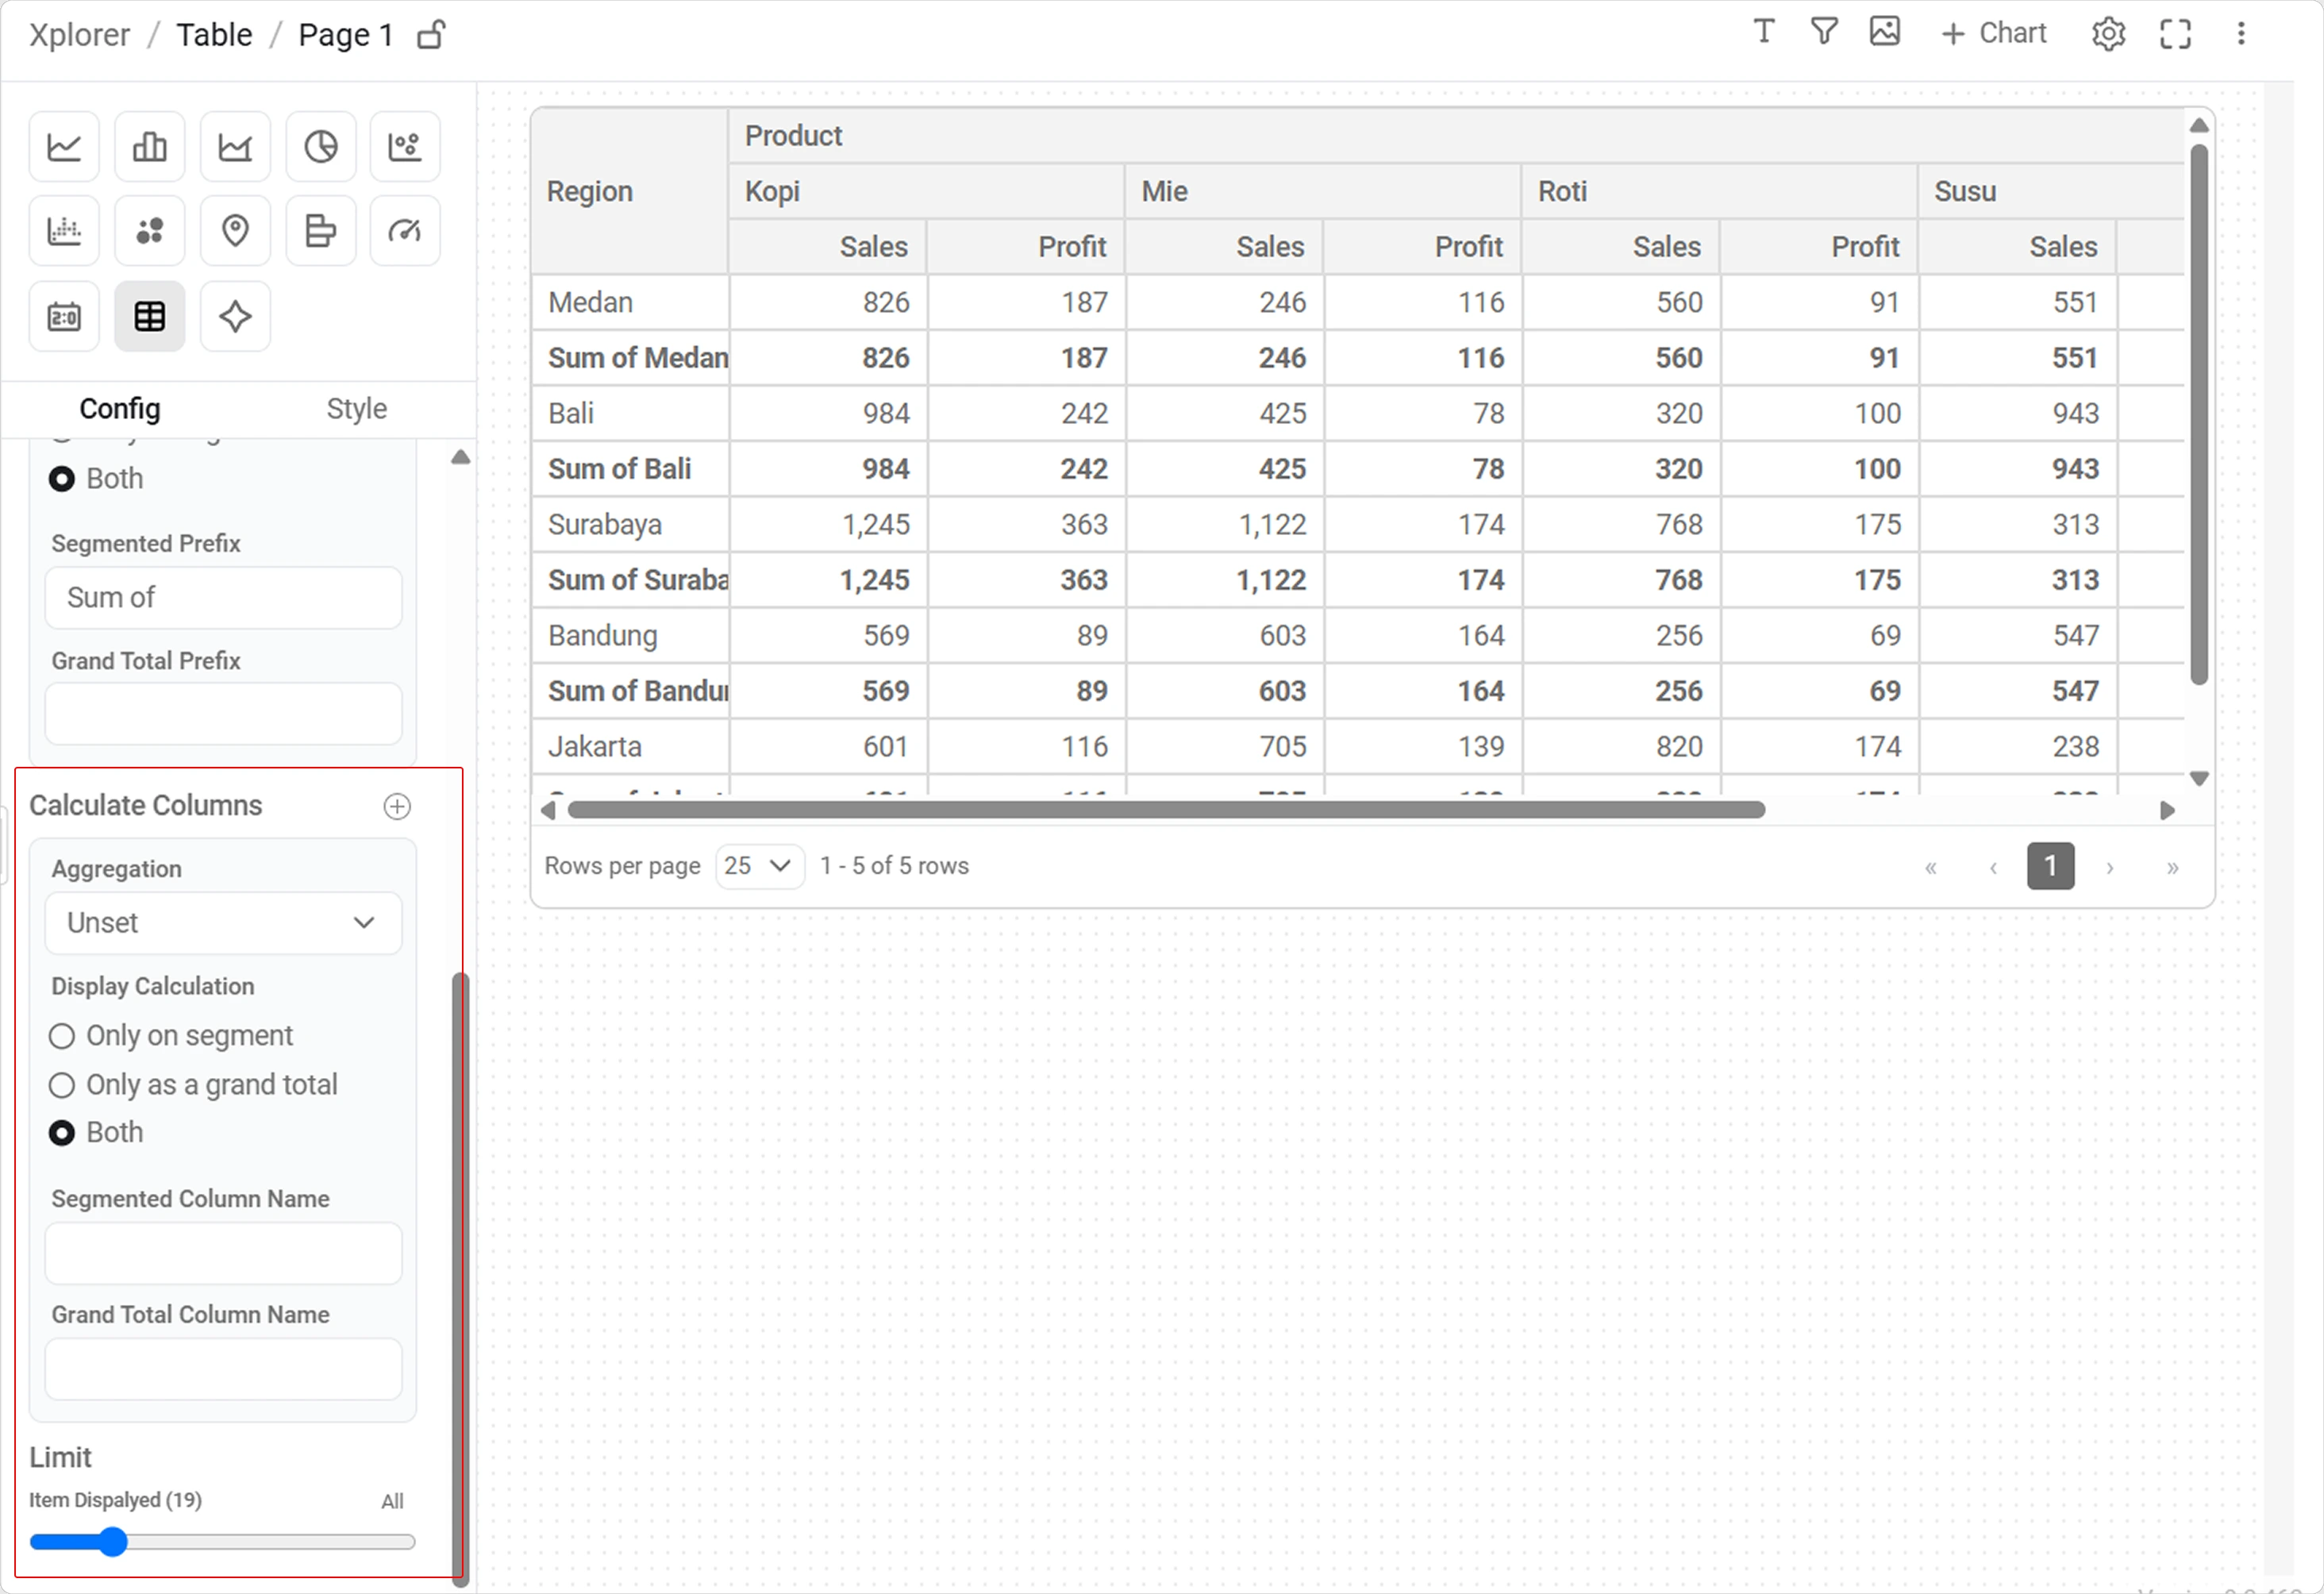 Xplorer / Table / Page 1
T + Chart
2:0
Config Style
Both
Segmented Prefix
Sum of
Grand Total Prefix
Calculate Columns
Aggregation
Unset
Display Calculation
Only on segment
Only as a grand total
Both
Segmented Column Name
Grand Total Column Name
Limit
Item Dispalyed (19) All
Region Product
Kopi Mie Roti Susu
Sales Profit Sales Profit Sales Profit Sales
Medan 826 187 246 116 560 91 551
Sum of Medan 826 187 246 116 560 91 551
Bali 984 242 425 78 320 100 943
Sum of Bali 984 242 425 78 320 100 943
Surabaya 1,245 363 1,122 174 768 175 313
Sum of Suraba 1,245 363 1,122 174 768 175 313
Bandung 569 89 603 164 256 69 547
Sum of Bandu 569 89 603 164 256 69 547
Jakarta 601 116 705 139 820 174 238
Rows per page 25 1 - 5 of 5 rows
« ‹ 1 › »